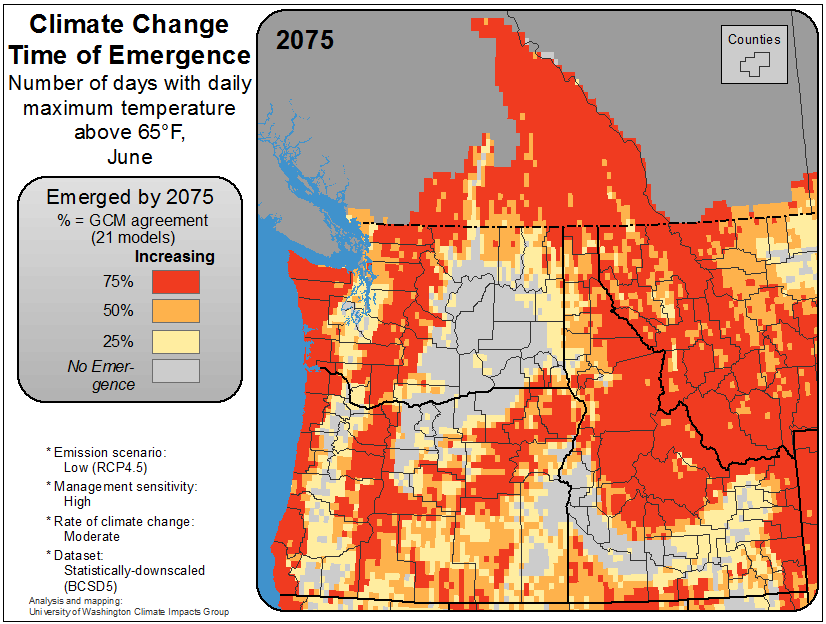 Climate Change
Time of Emergence
Number of days with daily
maximum temperature
above 65°F,
June
Emerged by 2075
% = GCM agreement
(21 models)
Increasing
75%
50%
25%
No Emer-
gence
* Emission scenario:
Low (RCP4.5)
* Management sensitivity:
High
* Rate of climate change:
Moderate
* Dataset:
Statistically-downscaled
(BCSD5)
Analysis and mapping:
University of Washington Climate Impacts Group
2075
Counties